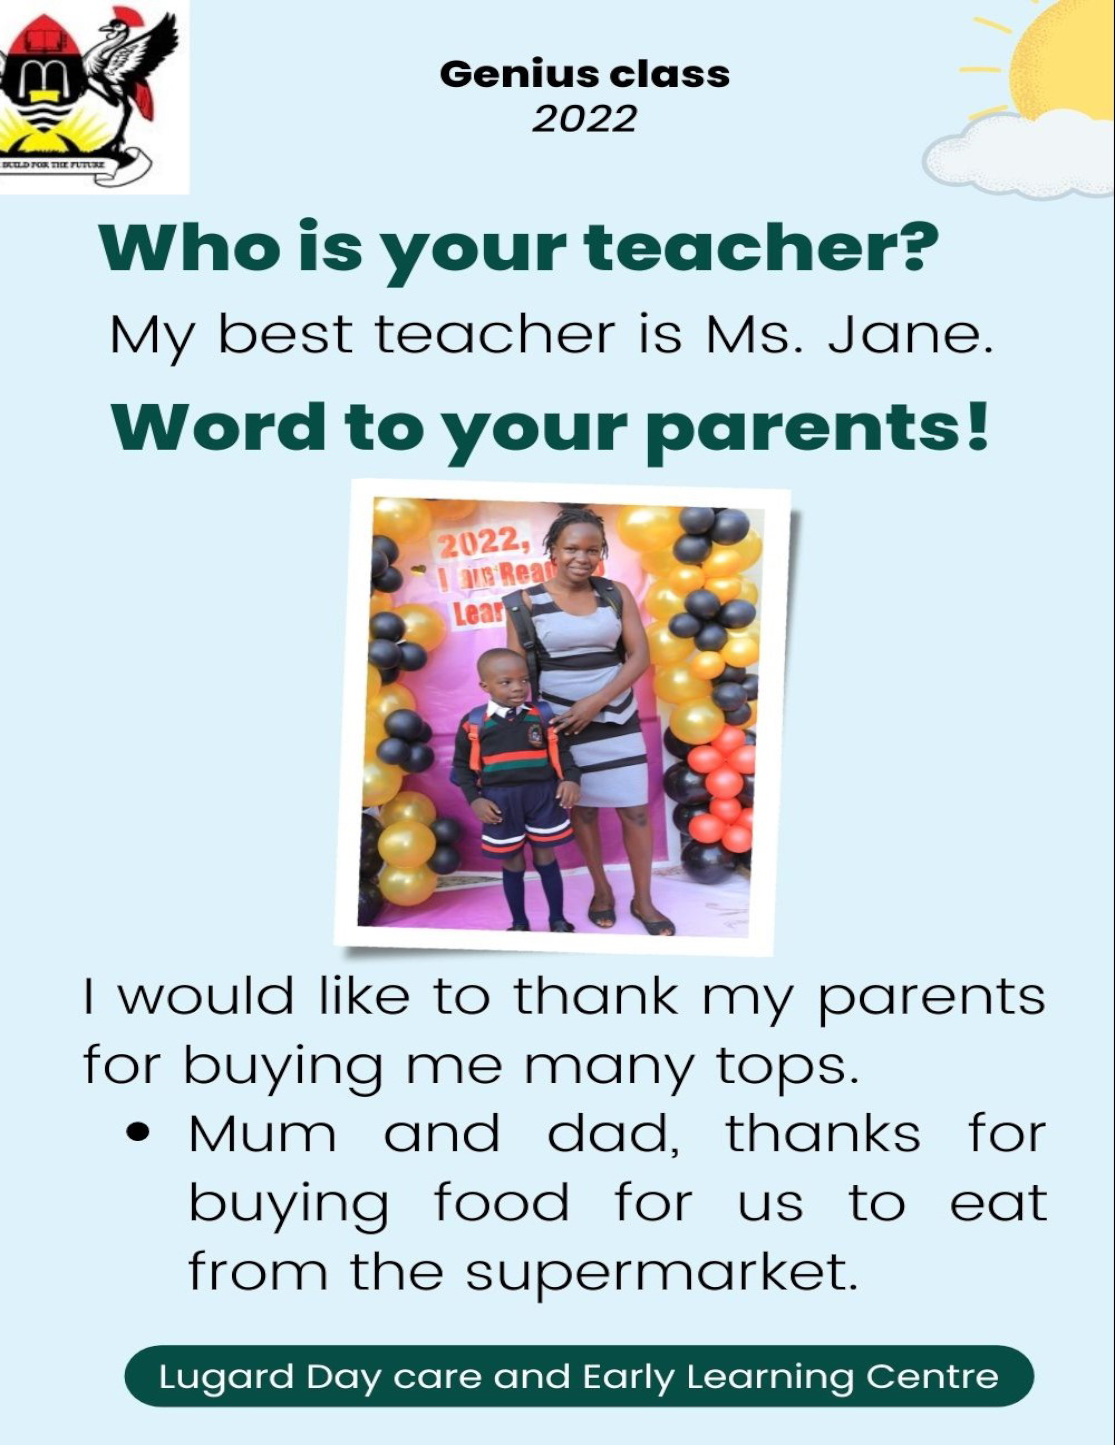 BUILD FOR THE FUTURE
Genius class
2022
Who is your teacher?
My best teacher is Ms. Jane.
Word to your parents!
2022,
I am Rea
Lear
I would like to thank my parents
for buying me many tops.
• Mum and dad, thanks for
buying food for us to eat
from the supermarket.
Lugard Day care and Early Learning Centre